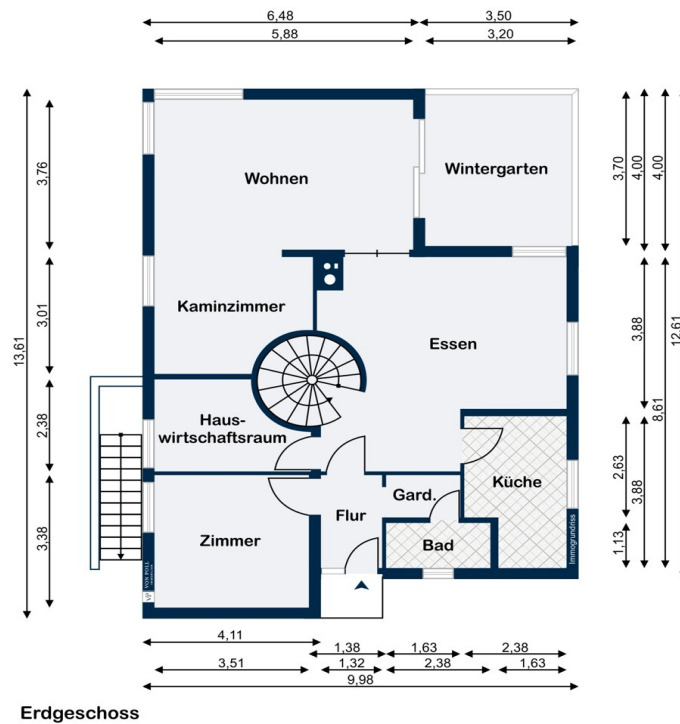 6,48
3,50
5,88
3,20
3,76
3,01
13,61
2,38
3,38
3,70
4,00
4,00
3,88
8,61
12,61
2,63
3,88
1,13
Wohnen
Wintergarten
Kaminzimmer
Essen
Haus-
wirtschaftsraum
Küche
Gard.
Zimmer
Flur
Bad
Immogrundriss
VON POLL
VP
4,11
1,38
1,63
2,38
3,51
1,32
2,38
1,63
9,98
Erdgeschoss